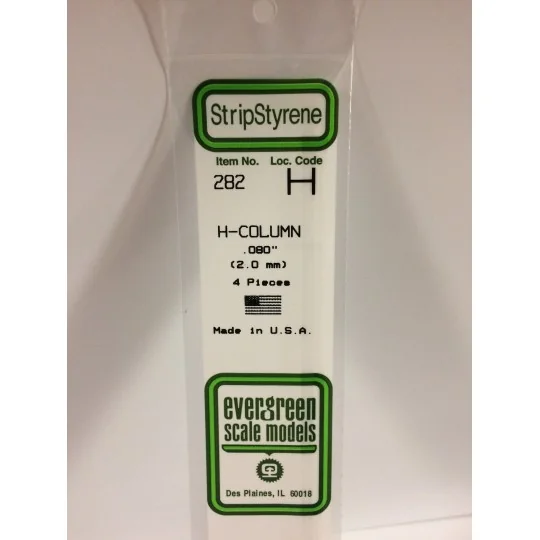 StripStyrene
Item No. Loc. Code
282 H
H-COLUMN
.080"
(2.0 mm)
4 Pieces
Made in U.S.A.
evergreen
scale models
Des Plaines, IL 60018